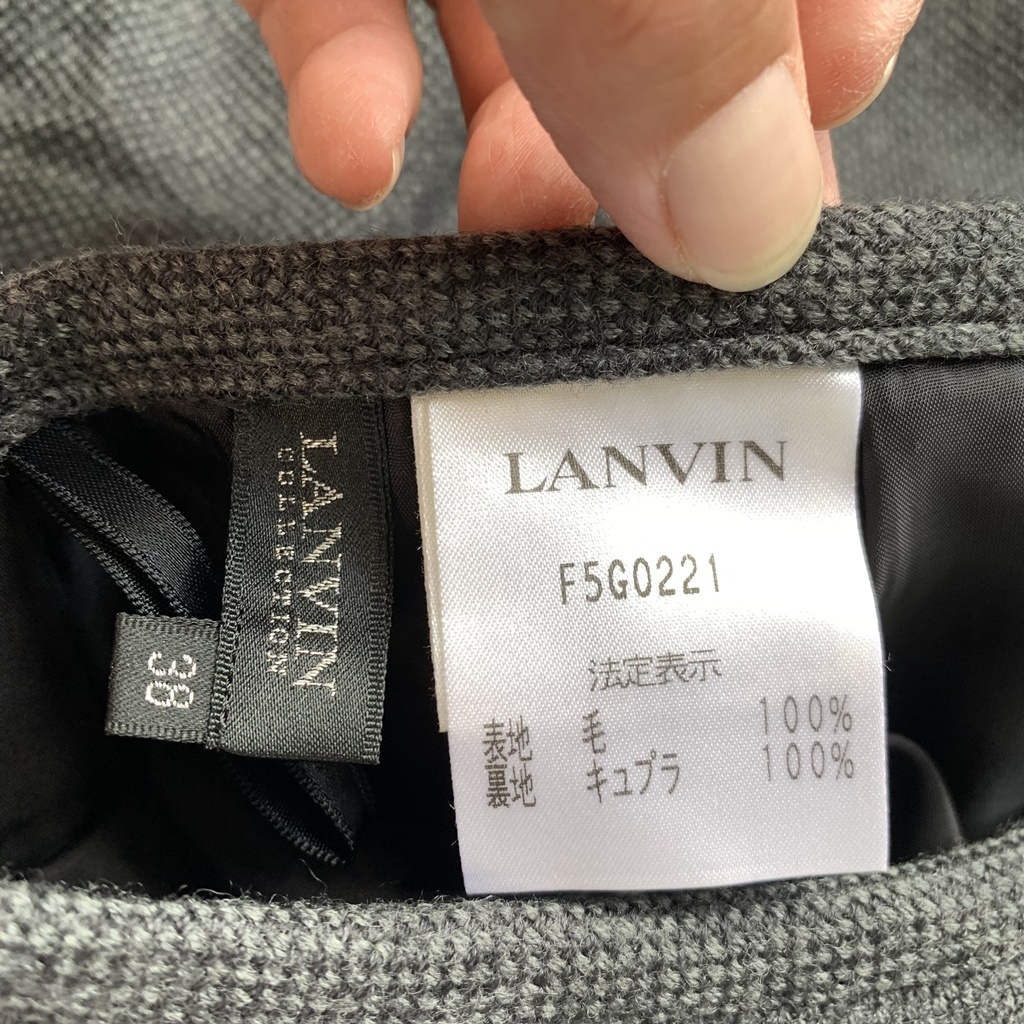 LANVIN
COLLECTION
38
LANVIN
F5G0221
法定表示
表地 毛 100%
裏地 キュプラ 100%